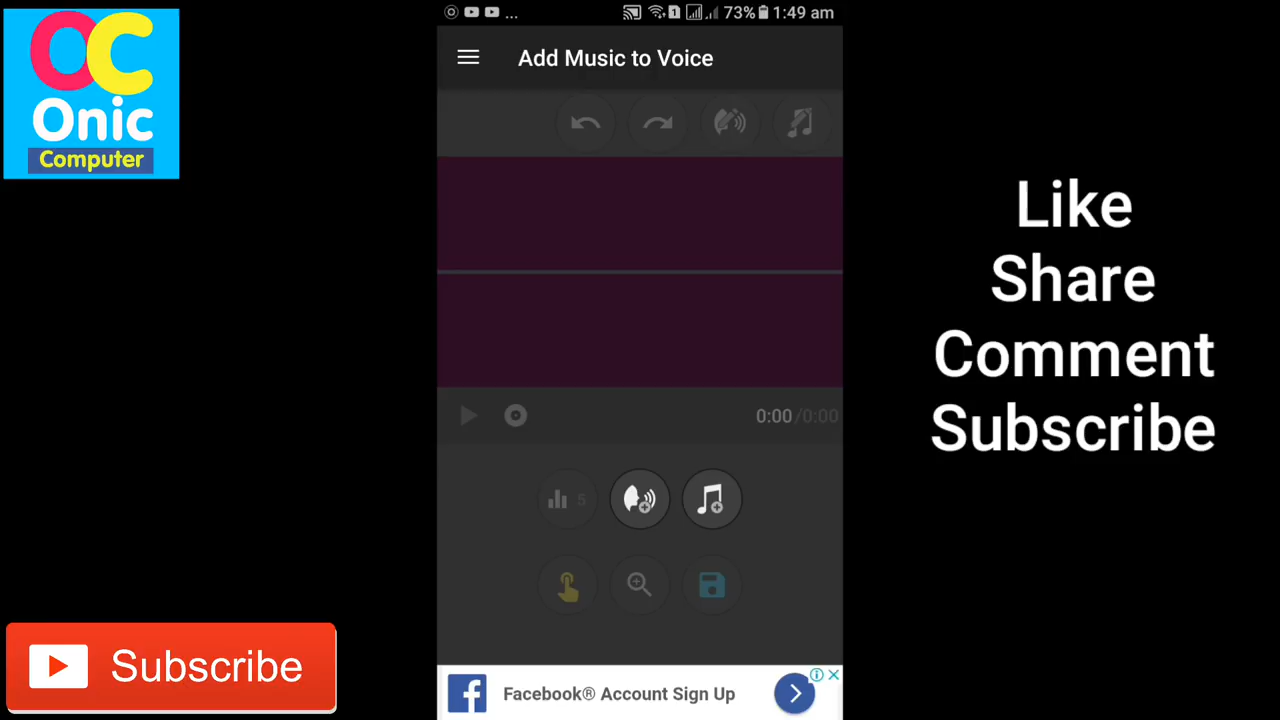 OC
Onic
Computer
... 1 73% 1:49 am
Add Music to Voice
0:00/0:00
5
Facebook® Account Sign Up
Like
Share
Comment
Subscribe
Subscribe